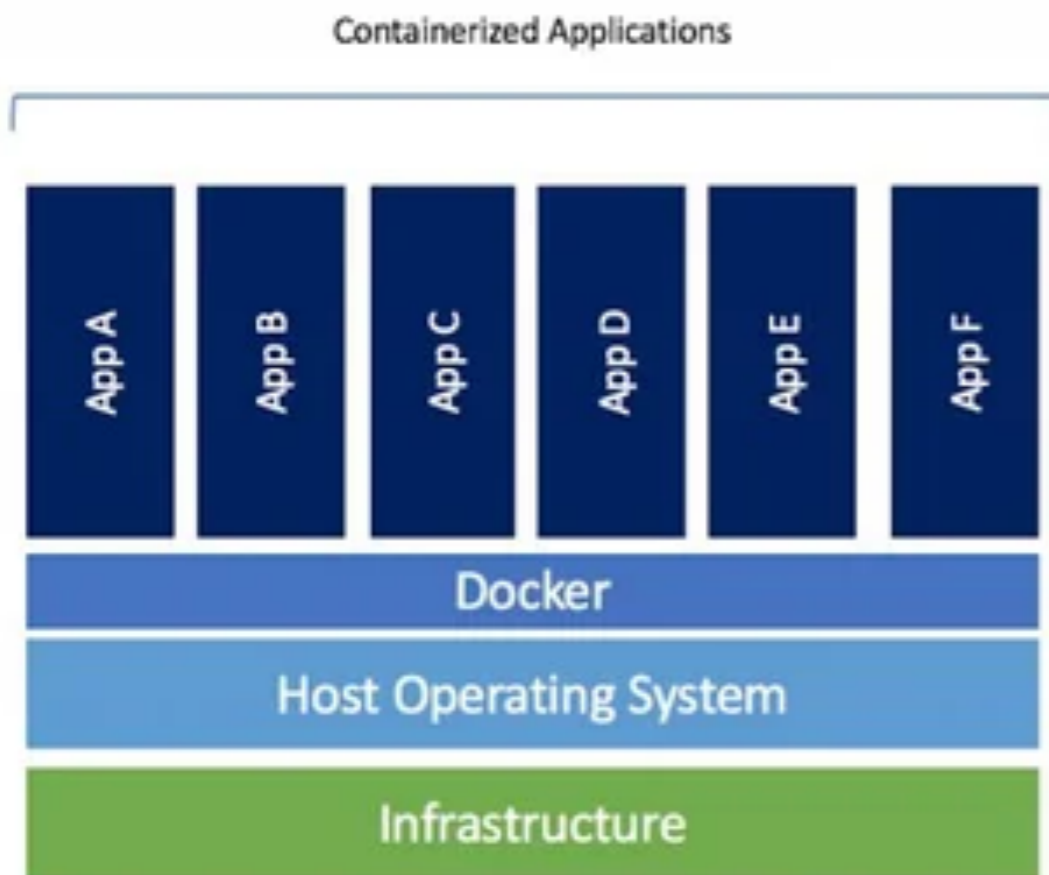 Containerized Applications
App A
App B
App C
App D
App E
App F
Docker
Host Operating System
Infrastructure